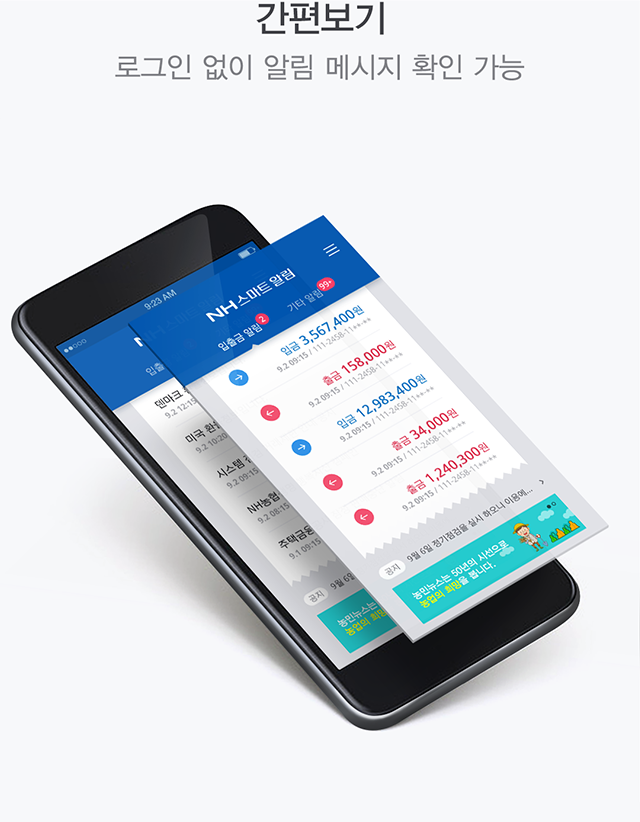 간편보기
로그인 없이 알림 메시지 확인 가능
9:23 AM
NH스마트알림
입출금 알림 2
기타 알림 99+
입금 3,567,400원
9.2 09:15 / 111-2458-11**-**
출금 158,000원
9.2 09:15 / 111-2458-11**-**
입금 12,983,400원
9.2 09:15 / 111-2458-11**-**
출금 34,000원
9.2 09:15 / 111-2458-11**-**
출금 1,240,300원
9.2 09:15 / 111-2458-11**-**
공지 9월 6일 정기점검을 실시 하오니 이용에...
농민뉴스는 50년의 시선으로
농업의 희망을 봅니다.
입출
덴마크
9.2 12:15
미국 환
9.2 10:20
시스템
9.2 09:15
NH농협
9.2 08:15
주택금융
9.1 09:15
공지 9월 6일
농민뉴스는
농업의 희망